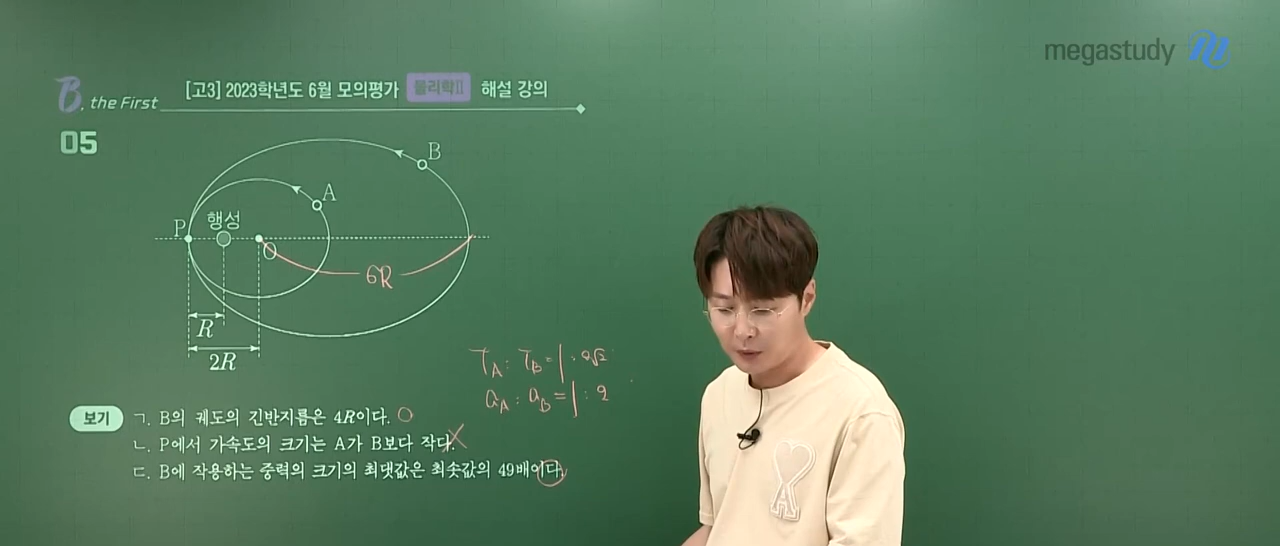 megastudy
B, the First [고3] 2023학년도 6월 모의평가 물리학Ⅱ 해설 강의
05
B
A
P 행성
O
6R
R
2R
T_A : T_B = 1 : 2√2
a_A : a_B = 1 : 2
보기 ㄱ. B의 궤도의 긴반지름은 4R이다. O
ㄴ. P에서 가속도의 크기는 A가 B보다 작다. X
ㄷ. B에 작용하는 중력의 크기의 최댓값은 최솟값의 49배이다.
A